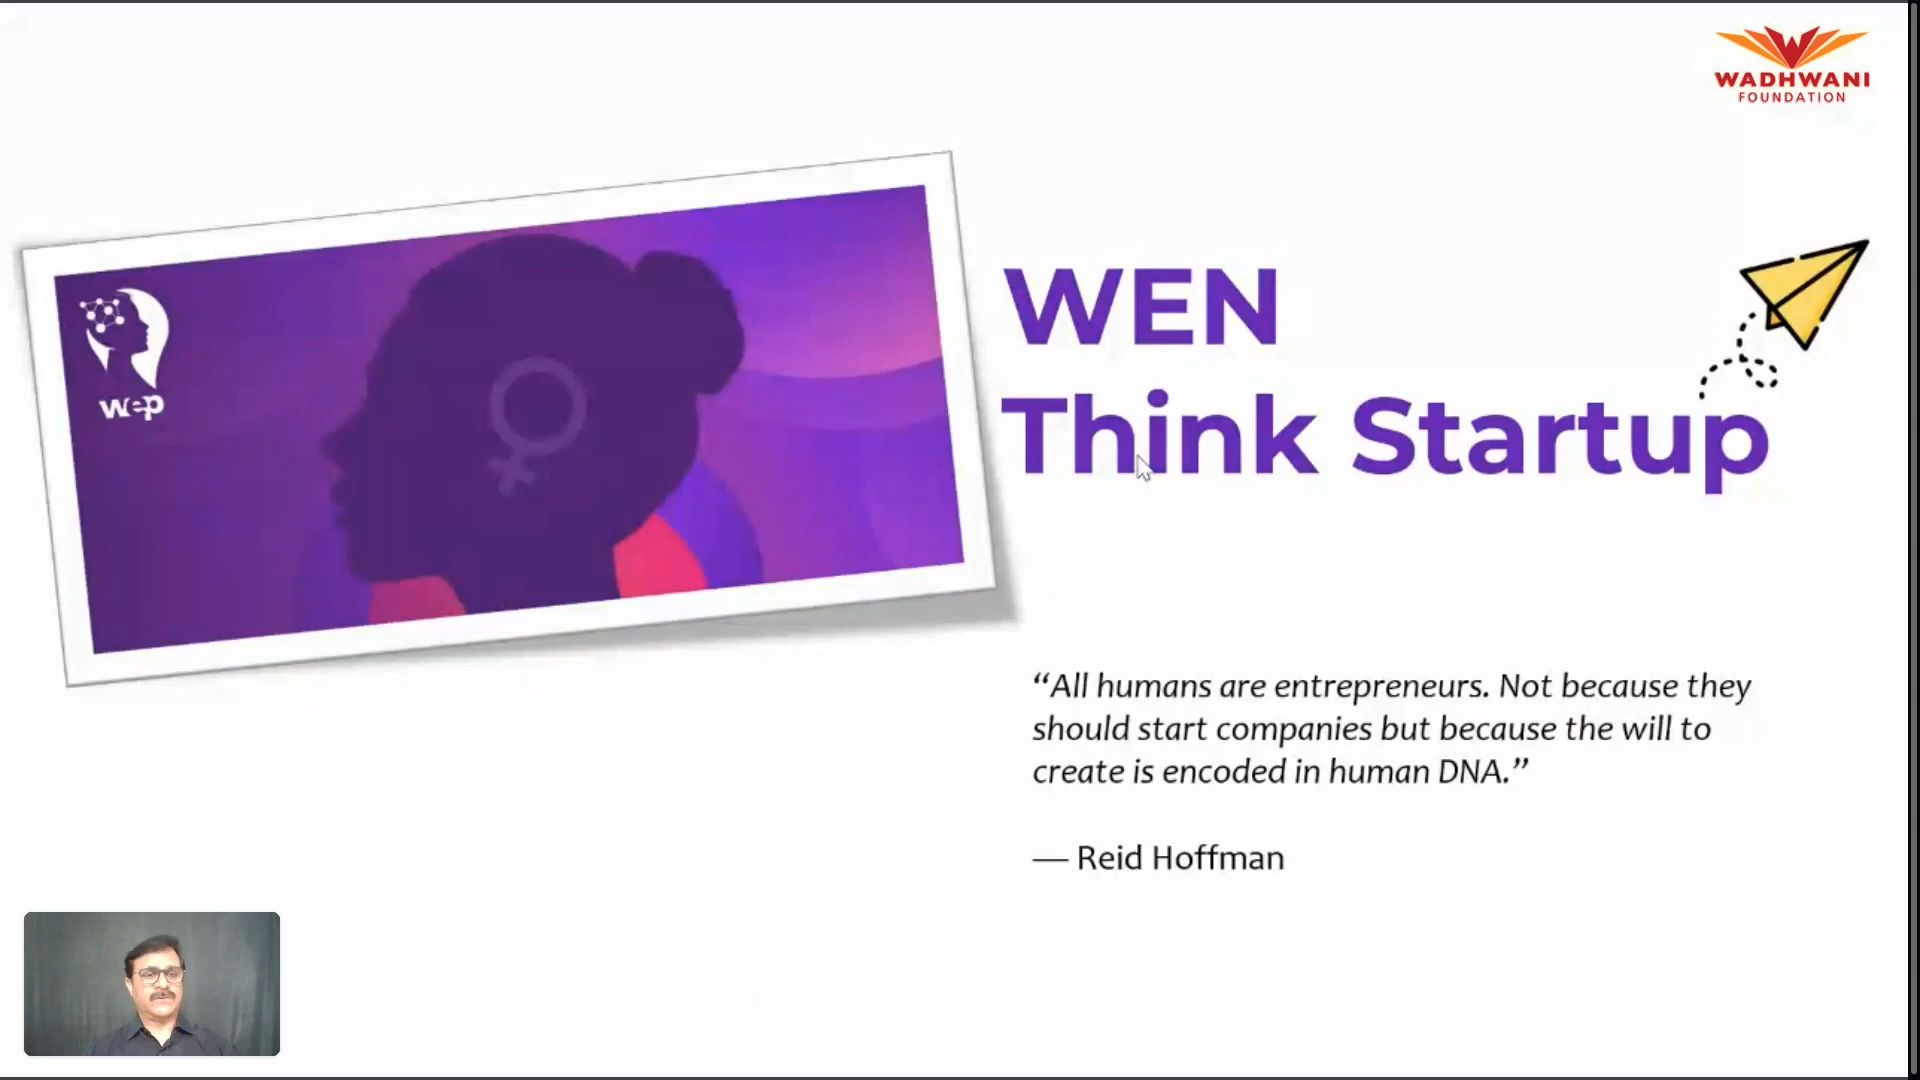 WADHWANI
FOUNDATION
wep
WEN
Think Startup
“All humans are entrepreneurs. Not because they
should start companies but because the will to
create is encoded in human DNA.”
— Reid Hoffman